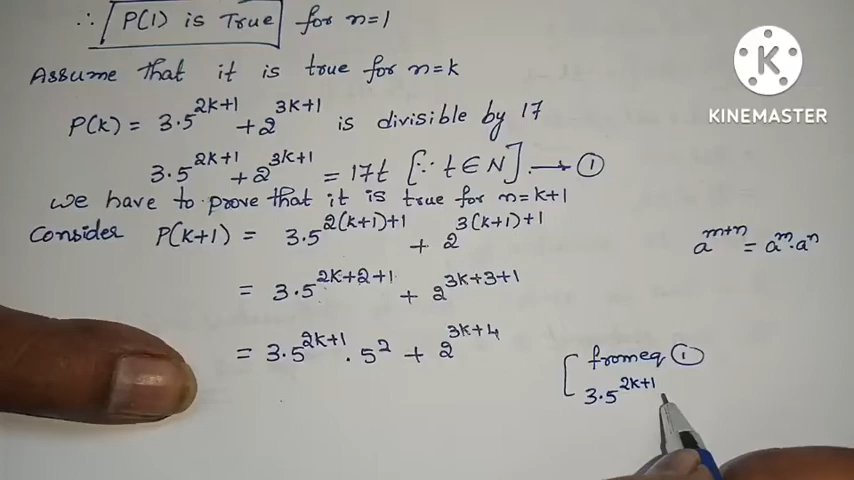 ∴ P(1) is True for n=1
Assume that it is true for n=k
P(k) = 3·5^{2k+1} + 2^{3k+1} is divisible by 17
3·5^{2k+1} + 2^{3k+1} = 17t [∵ t∈N] → ①
we have to prove that it is true for n=k+1
Consider P(k+1) = 3·5^{2(k+1)+1} + 2^{3(k+1)+1}
a^{m+n} = a^m·a^n
= 3·5^{2k+2+1} + 2^{3k+3+1}
= 3·5^{2k+1} · 5^2 + 2^{3k+4}
[ from eq ①
3·5^{2k+1}
K
KINEMASTER